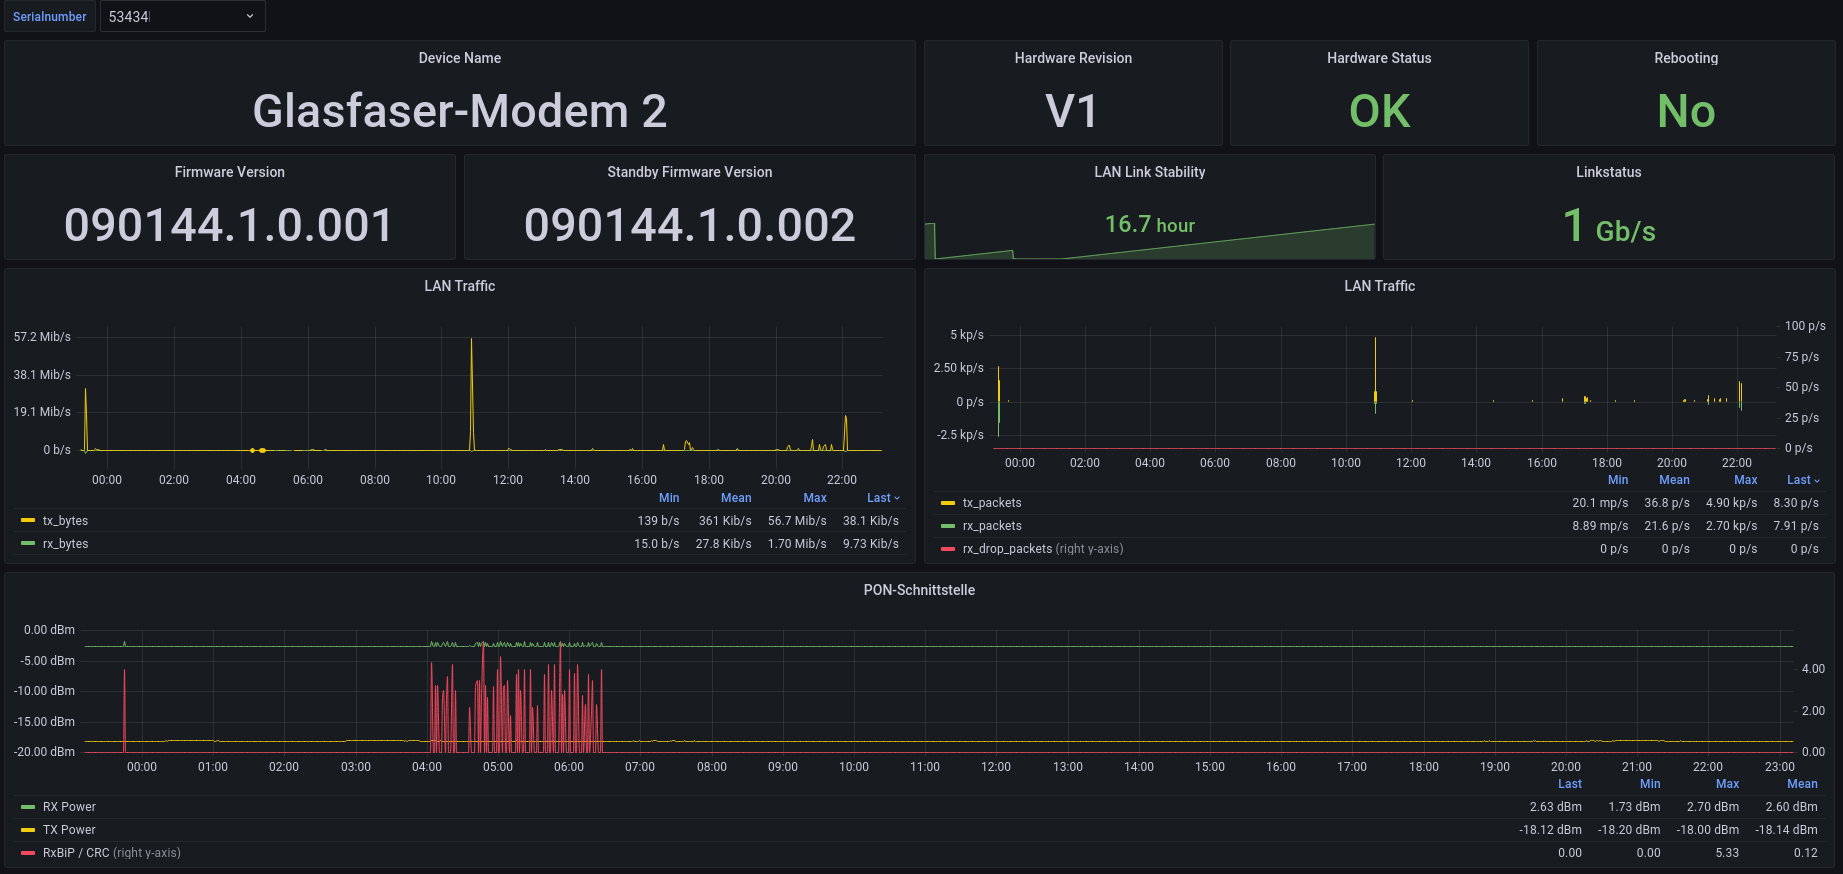 Serialnumber 53434
Device Name
Glasfaser-Modem 2
Hardware Revision
V1
Hardware Status
OK
Rebooting
No
Firmware Version
090144.1.0.001
Standby Firmware Version
090144.1.0.002
LAN Link Stability
16.7 hour
Linkstatus
1 Gb/s
LAN Traffic
57.2 Mib/s
38.1 Mib/s
19.1 Mib/s
0 b/s
00:00 02:00 04:00 06:00 08:00 10:00 12:00 14:00 16:00 18:00 20:00 22:00
Min Mean Max Last
tx_bytes 139 b/s 361 Kib/s 56.7 Mib/s 38.1 Kib/s
rx_bytes 15.0 b/s 27.8 Kib/s 1.70 Mib/s 9.73 Kib/s
LAN Traffic
5 kp/s
2.50 kp/s
0 p/s
-2.5 kp/s
100 p/s
75 p/s
50 p/s
25 p/s
0 p/s
00:00 02:00 04:00 06:00 08:00 10:00 12:00 14:00 16:00 18:00 20:00 22:00
Min Mean Max Last
tx_packets 20.1 mp/s 36.8 p/s 4.90 kp/s 8.30 p/s
rx_packets 8.89 mp/s 21.6 p/s 2.70 kp/s 7.91 p/s
rx_drop_packets (right y-axis) 0 p/s 0 p/s 0 p/s 0 p/s
PON-Schnittstelle
0.00 dBm
-5.00 dBm
-10.00 dBm
-15.00 dBm
-20.00 dBm
4.00
2.00
0.00
00:00 01:00 02:00 03:00 04:00 05:00 06:00 07:00 08:00 09:00 10:00 11:00 12:00 13:00 14:00 15:00 16:00 17:00 18:00 19:00 20:00 21:00 22:00 23:00
Last Min Max Mean
RX Power 2.63 dBm 1.73 dBm 2.70 dBm 2.60 dBm
TX Power -18.12 dBm -18.20 dBm -18.00 dBm -18.14 dBm
RxBiP / CRC (right y-axis) 0.00 0.00 5.33 0.12